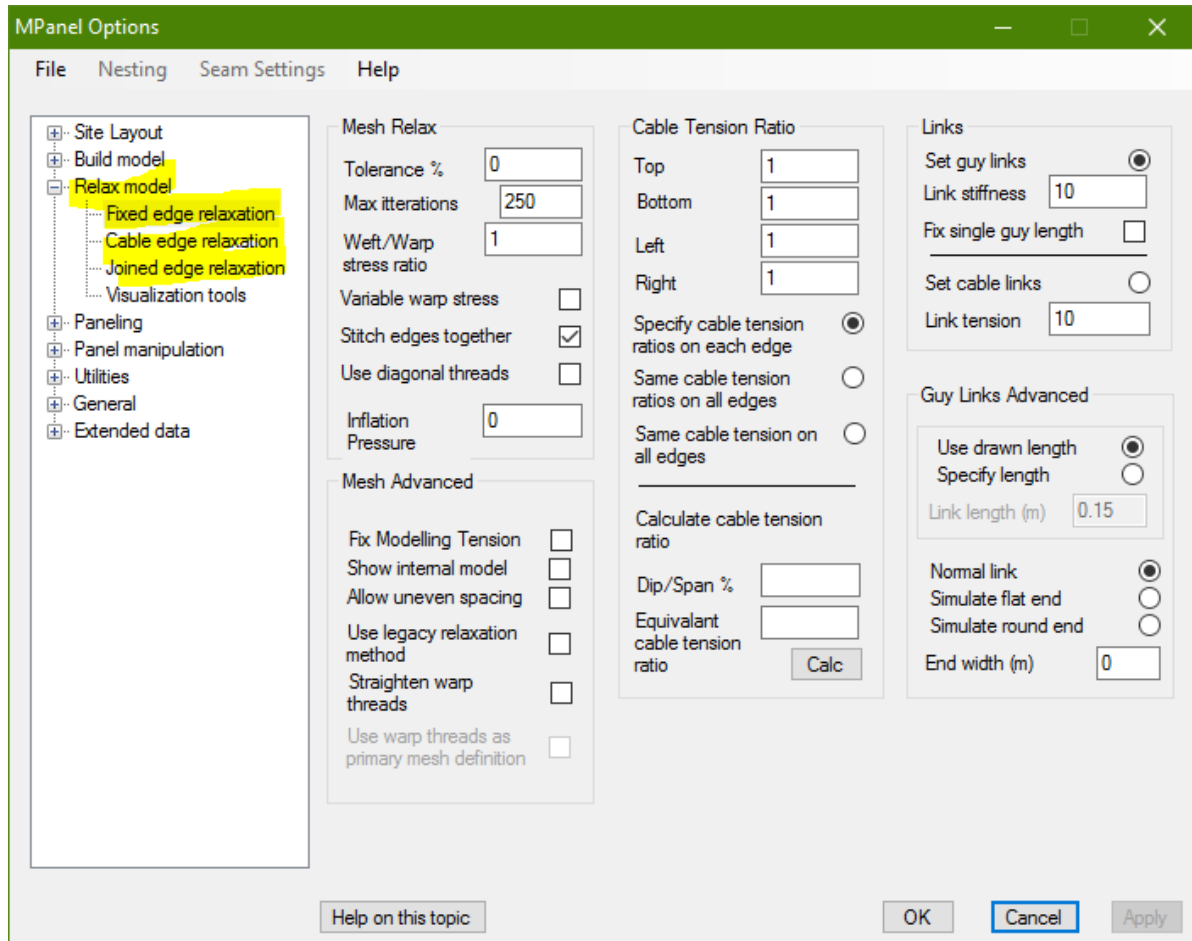 MPanel Options
File Nesting Seam Settings Help
Site Layout
Build model
Relax model
Fixed edge relaxation
Cable edge relaxation
Joined edge relaxation
Visualization tools
Paneling
Panel manipulation
Utilities
General
Extended data
Mesh Relax
Tolerance % 0
Max itterations 250
Weft/Warp
stress ratio
1
Variable warp stress
Stitch edges together
Use diagonal threads
Inflation
Pressure
0
Mesh Advanced
Fix Modelling Tension
Show internal model
Allow uneven spacing
Use legacy relaxation
method
Straighten warp
threads
Use warp threads as
primary mesh definition
Cable Tension Ratio
Top 1
Bottom 1
Left 1
Right 1
Specify cable tension
ratios on each edge
Same cable tension
ratios on all edges
Same cable tension on
all edges
Calculate cable tension
ratio
Dip/Span %
Equivalant
cable tension
ratio
Calc
Links
Set guy links
Link stiffness 10
Fix single guy length
Set cable links
Link tension 10
Guy Links Advanced
Use drawn length
Specify length
Link length (m) 0.15
Normal link
Simulate flat end
Simulate round end
End width (m) 0
Help on this topic
OK Cancel Apply